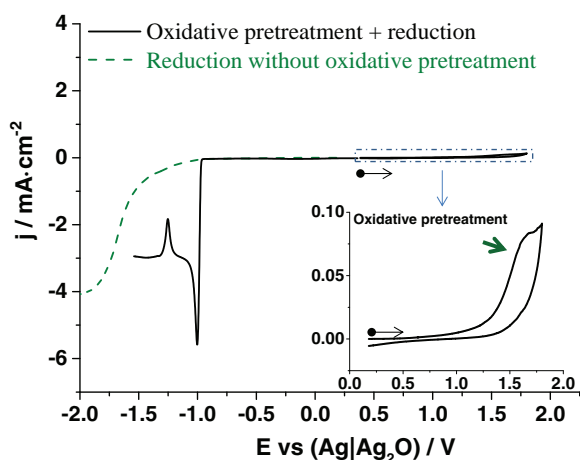 Oxidative pretreatment + reduction
Reduction without oxidative pretreatment
j / mA·cm⁻²
4
2
0
-2
-4
-6
Oxidative pretreatment
0.10
0.05
0.00
0.0 0.5 1.0 1.5 2.0
-2.0 -1.5 -1.0 -0.5 0.0 0.5 1.0 1.5 2.0
E vs (Ag|Ag₂O) / V